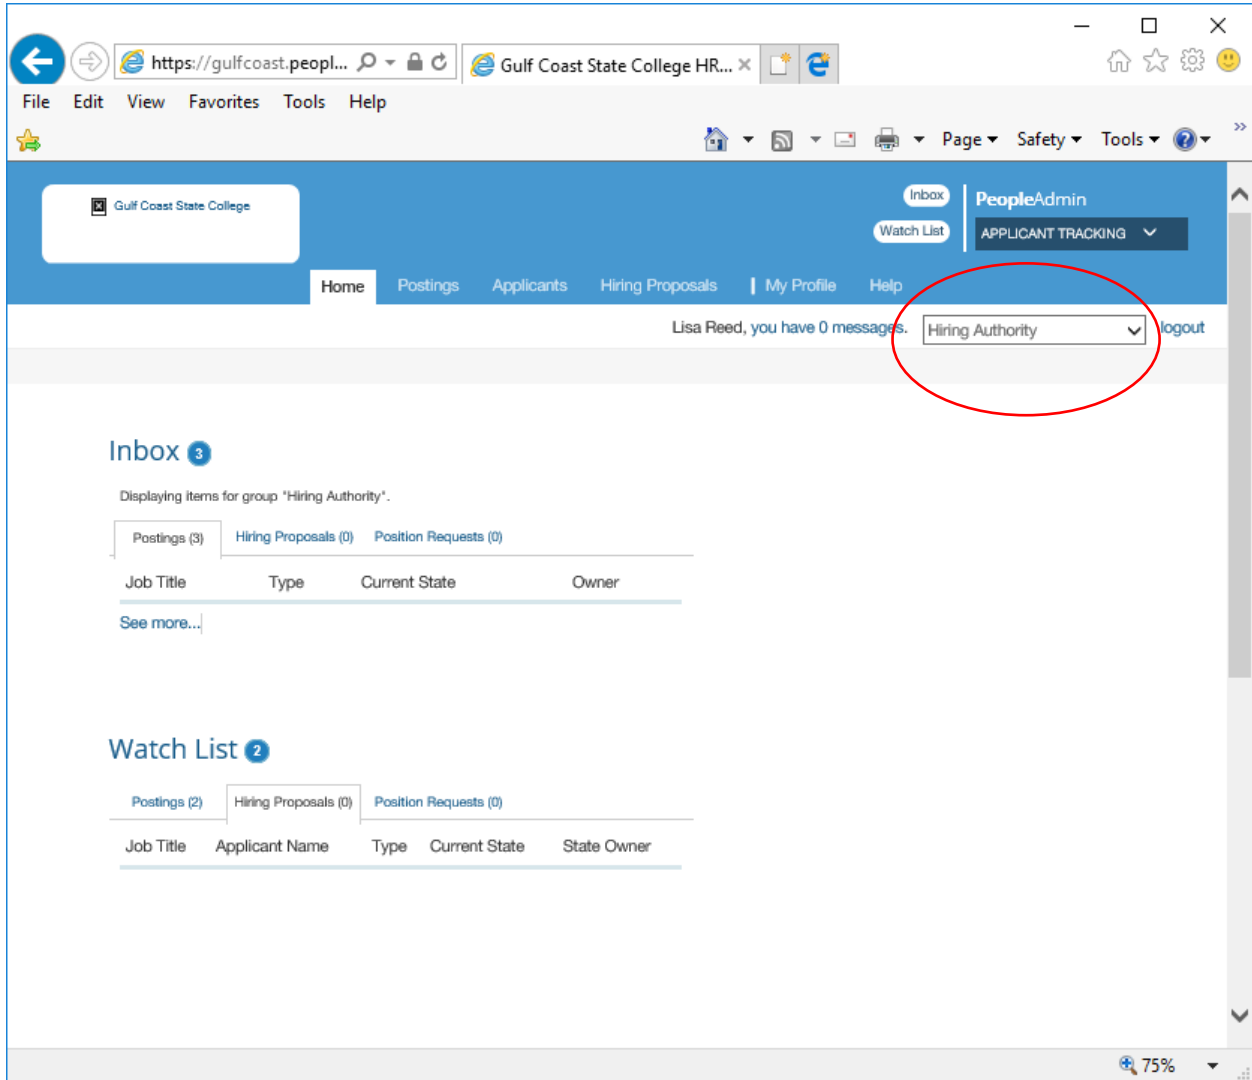 https://gulfcoast.peopl...
Gulf Coast State College HR...
File Edit View Favorites Tools Help
Page Safety Tools
Gulf Coast State College
Inbox
Watch List
PeopleAdmin
APPLICANT TRACKING
Home Postings Applicants Hiring Proposals My Profile Help
Lisa Reed, you have 0 messages. Hiring Authority logout
Inbox 3
Displaying items for group "Hiring Authority".
Postings (3) Hiring Proposals (0) Position Requests (0)
Job Title Type Current State Owner
See more...
Watch List 2
Postings (2) Hiring Proposals (0) Position Requests (0)
Job Title Applicant Name Type Current State State Owner
75%